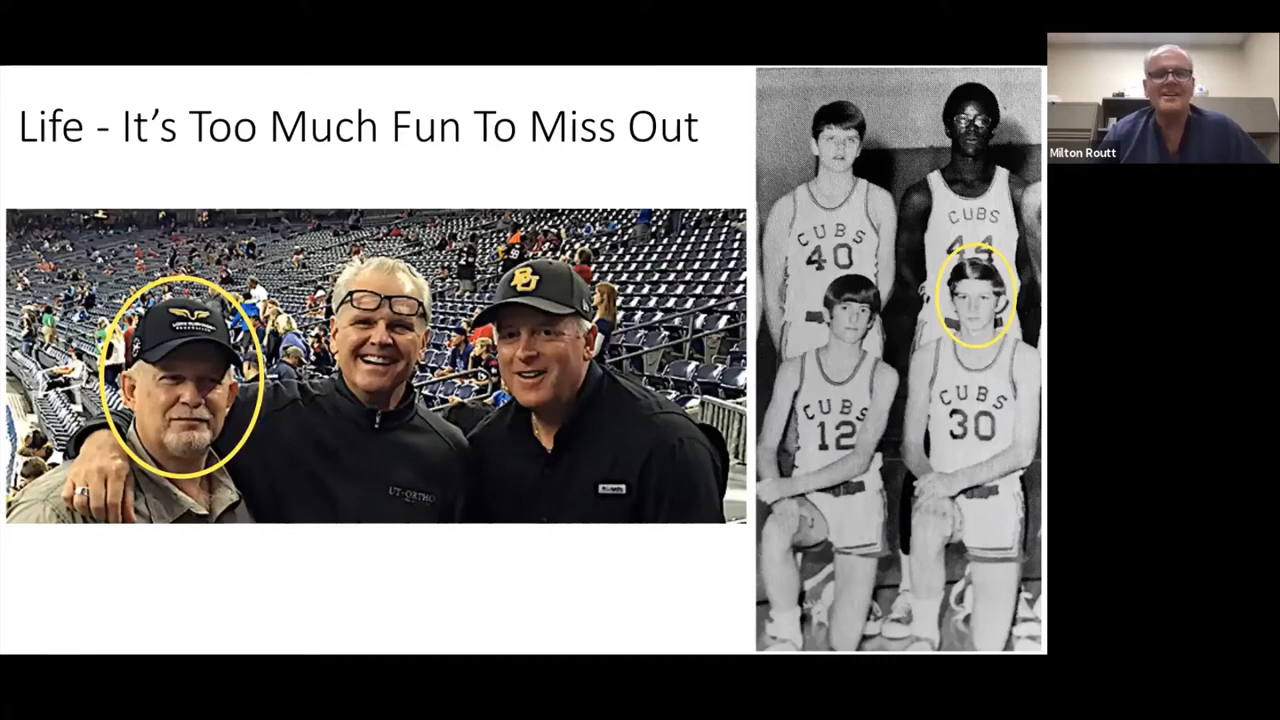 Life - It's Too Much Fun To Miss Out
Milton Routt
CUBS
40
CUBS
44
CUBS
12
CUBS
30
BU
UT-ORTHO